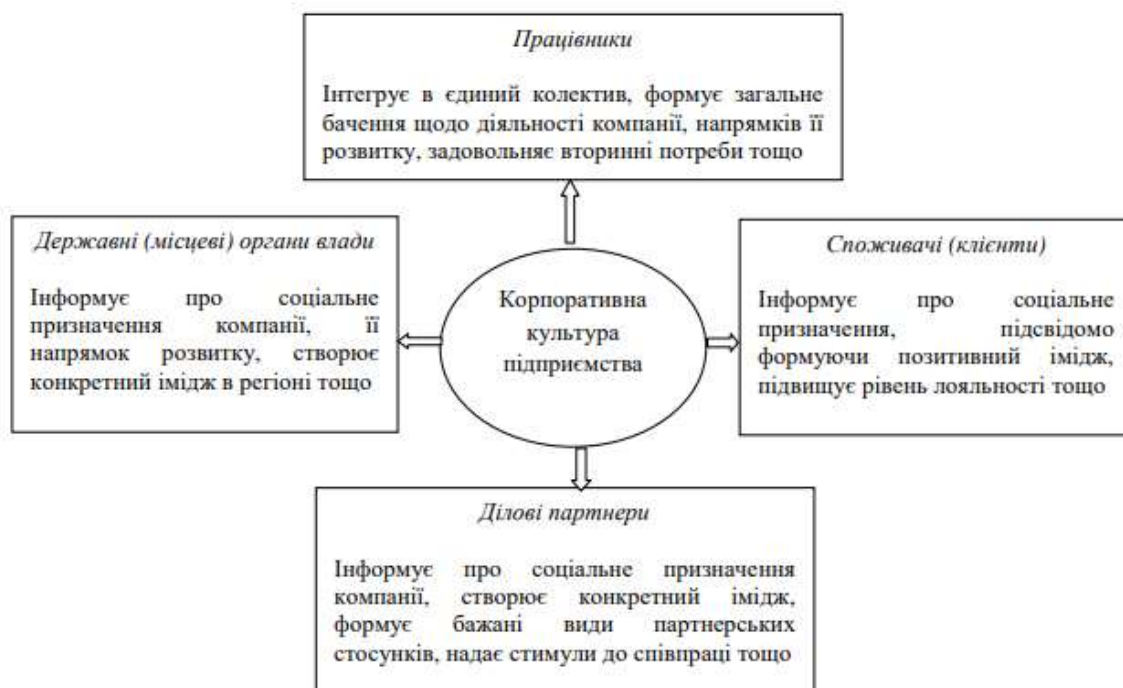 Працівники
Інтегрує в єдиний колектив, формує загальне
бачення щодо діяльності компанії, напрямків її
розвитку, задовольняє вторинні потреби тощо
Державні (місцеві) органи влади
Інформує про соціальне
призначення компанії, її
напрямок розвитку, створює
конкретний імідж в регіоні тощо
Корпоративна
культура
підприємства
Споживачі (клієнти)
Інформує про соціальне
призначення, підсвідомо
формуючи позитивний імідж,
підвищує рівень лояльності тощо
Ділові партнери
Інформує про соціальне призначення
компанії, створює конкретний імідж,
формує бажані види партнерських
стосунків, надає стимули до співпраці тощо